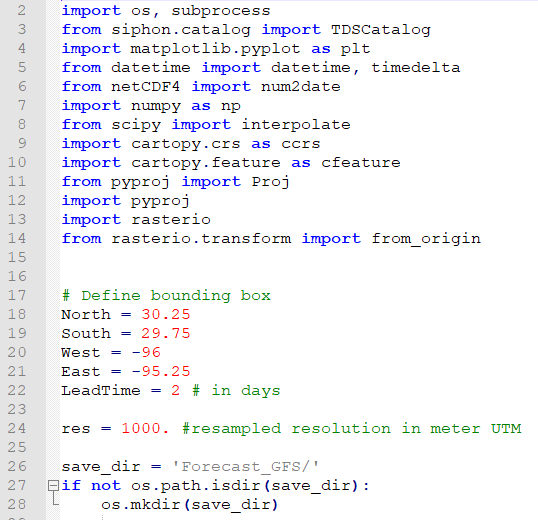 2 import os, subprocess
3 from siphon.catalog import TDSCatalog
4 import matplotlib.pyplot as plt
5 from datetime import datetime, timedelta
6 from netCDF4 import num2date
7 import numpy as np
8 from scipy import interpolate
9 import cartopy.crs as ccrs
10 import cartopy.feature as cfeature
11 from pyproj import Proj
12 import pyproj
13 import rasterio
14 from rasterio.transform import from_origin
15
16
17 # Define bounding box
18 North = 30.25
19 South = 29.75
20 West = -96
21 East = -95.25
22 LeadTime = 2 # in days
23
24 res = 1000. #resampled resolution in meter UTM
25
26 save_dir = 'Forecast_GFS/'
27 if not os.path.isdir(save_dir):
28     os.mkdir(save_dir)